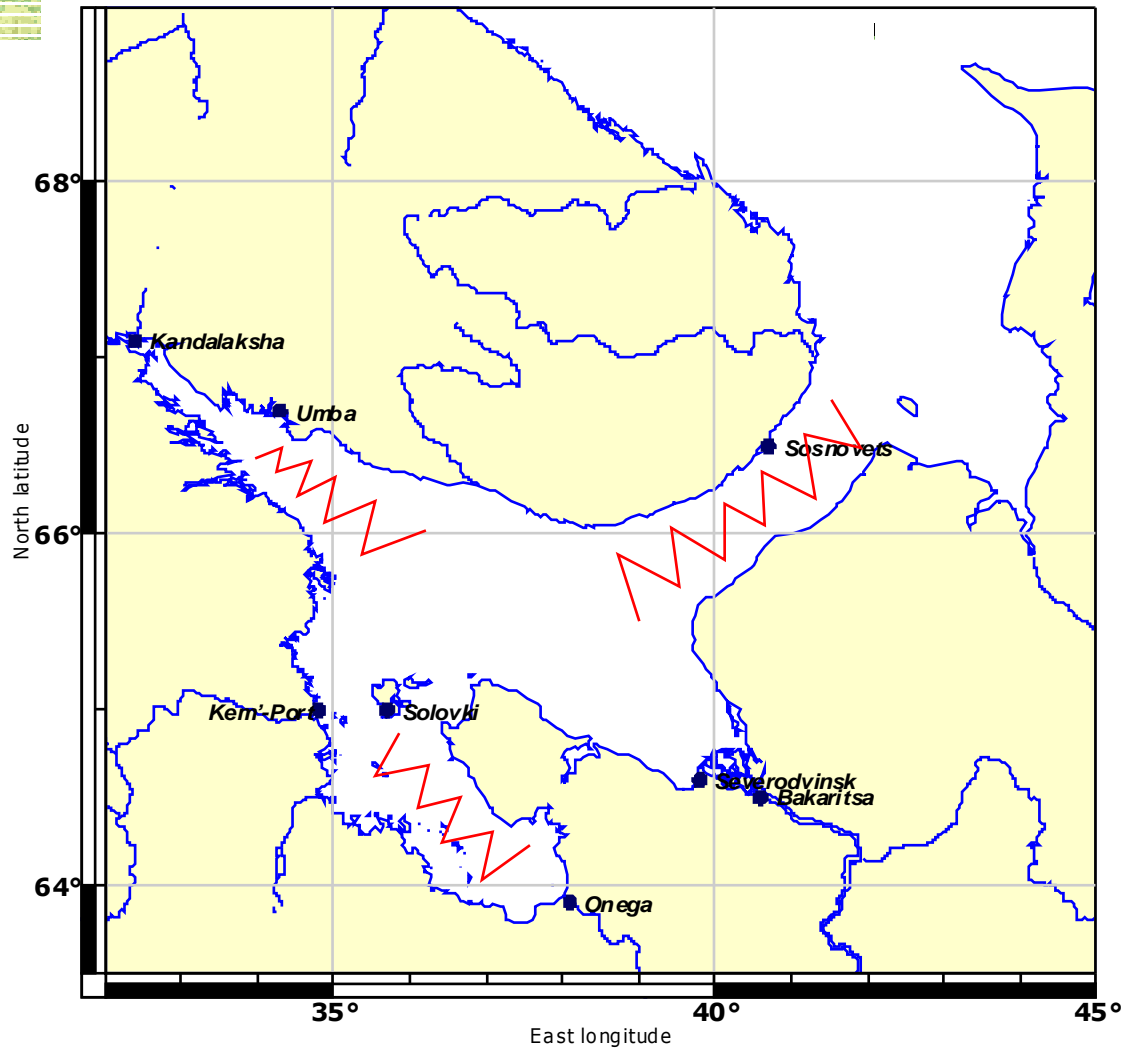 68°
Kandalaksha
Umba
Sosnovets
North latitude
66°
Kem'-Port
Solovki
Severodvinsk
Bakaritsa
64°
Onega
35°
40°
45°
East longitude